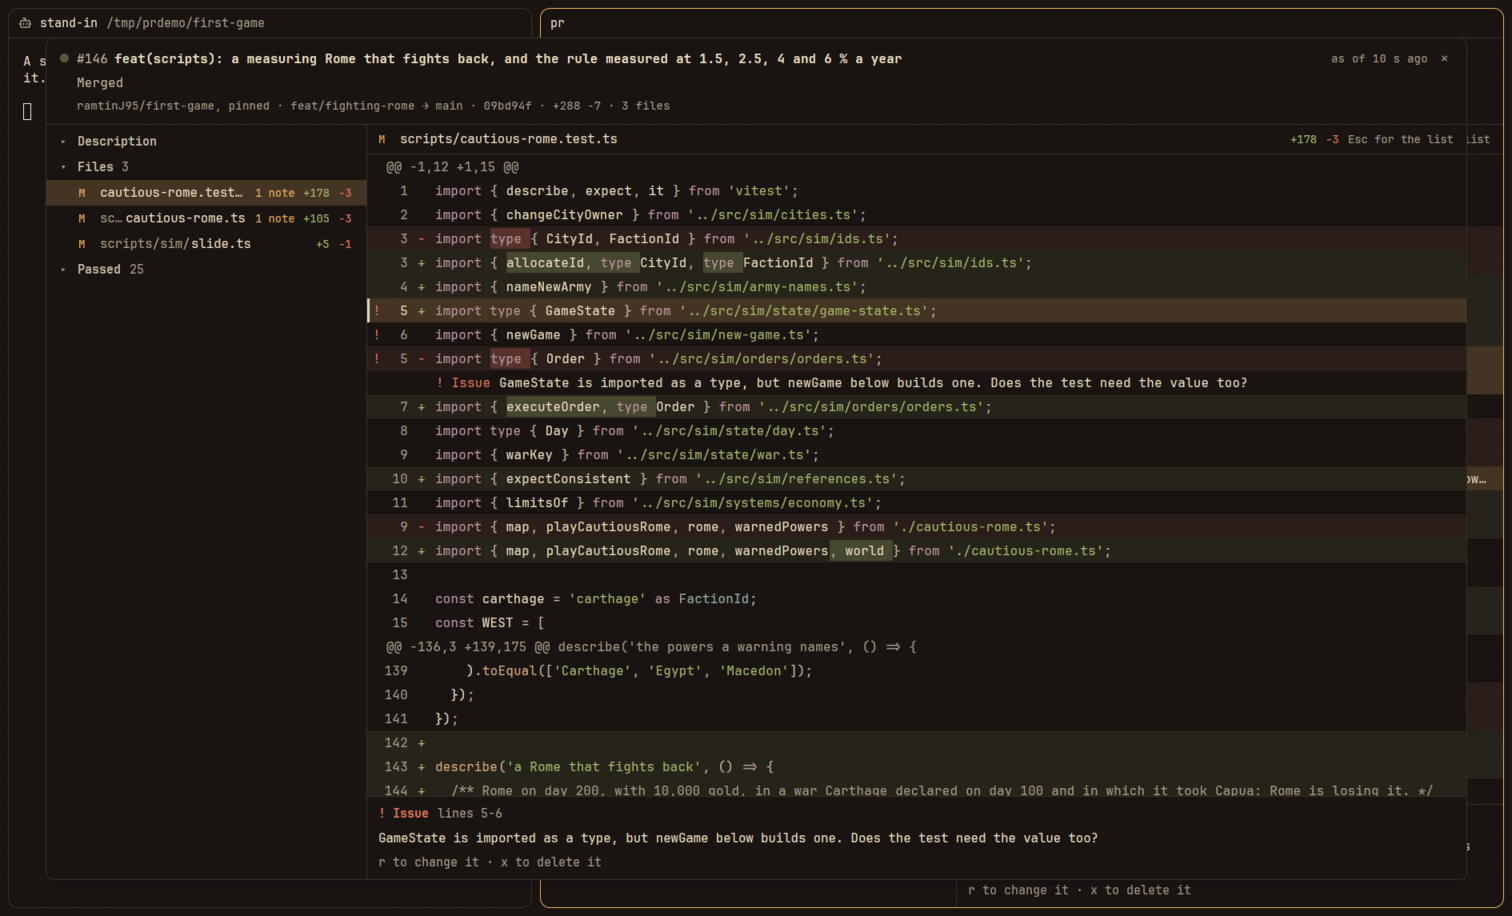 stand-in /tmp/prdemo/first-game
pr
A s
it.
#146 feat(scripts): a measuring Rome that fights back, and the rule measured at 1.5, 2.5, 4 and 6 % a year
as of 10 s ago ×
Merged
ramtinJ95/first-game, pinned · feat/fighting-rome → main · 09bd94f · +288 -7 · 3 files
▸ Description
▾ Files 3
M cautious-rome.test… 1 note +178 -3
M sc…cautious-rome.ts 1 note +105 -3
M scripts/sim/slide.ts +5 -1
▸ Passed 25
M scripts/cautious-rome.test.ts +178 -3 Esc for the list
ist
@@ -1,12 +1,15 @@
1 import { describe, expect, it } from 'vitest';
2 import { changeCityOwner } from '../src/sim/cities.ts';
3 - import type { CityId, FactionId } from '../src/sim/ids.ts';
3 + import { allocateId, type CityId, type FactionId } from '../src/sim/ids.ts';
4 + import { nameNewArmy } from '../src/sim/army-names.ts';
! 5 + import type { GameState } from '../src/sim/state/game-state.ts';
! 6 import { newGame } from '../src/sim/new-game.ts';
! 5 - import type { Order } from '../src/sim/orders/orders.ts';
! Issue GameState is imported as a type, but newGame below builds one. Does the test need the value too?
7 + import { executeOrder, type Order } from '../src/sim/orders/orders.ts';
8 import type { Day } from '../src/sim/state/day.ts';
9 import { warKey } from '../src/sim/state/war.ts';
10 + import { expectConsistent } from '../src/sim/references.ts';
ow…
11 import { limitsOf } from '../src/sim/systems/economy.ts';
9 - import { map, playCautiousRome, rome, warnedPowers } from './cautious-rome.ts';
12 + import { map, playCautiousRome, rome, warnedPowers, world } from './cautious-rome.ts';
13
14 const carthage = 'carthage' as FactionId;
15 const WEST = [
@@ -136,3 +139,175 @@ describe('the powers a warning names', () => {
139 ).toEqual(['Carthage', 'Egypt', 'Macedon']);
140 });
141 });
142 +
143 + describe('a Rome that fights back', () => {
144 + /** Rome on day 200, with 10,000 gold, in a war Carthage declared on day 100 and in which it took Capua: Rome is losing it. */
! Issue lines 5-6
GameState is imported as a type, but newGame below builds one. Does the test need the value too?
s
r to change it · x to delete it
r to change it · x to delete it